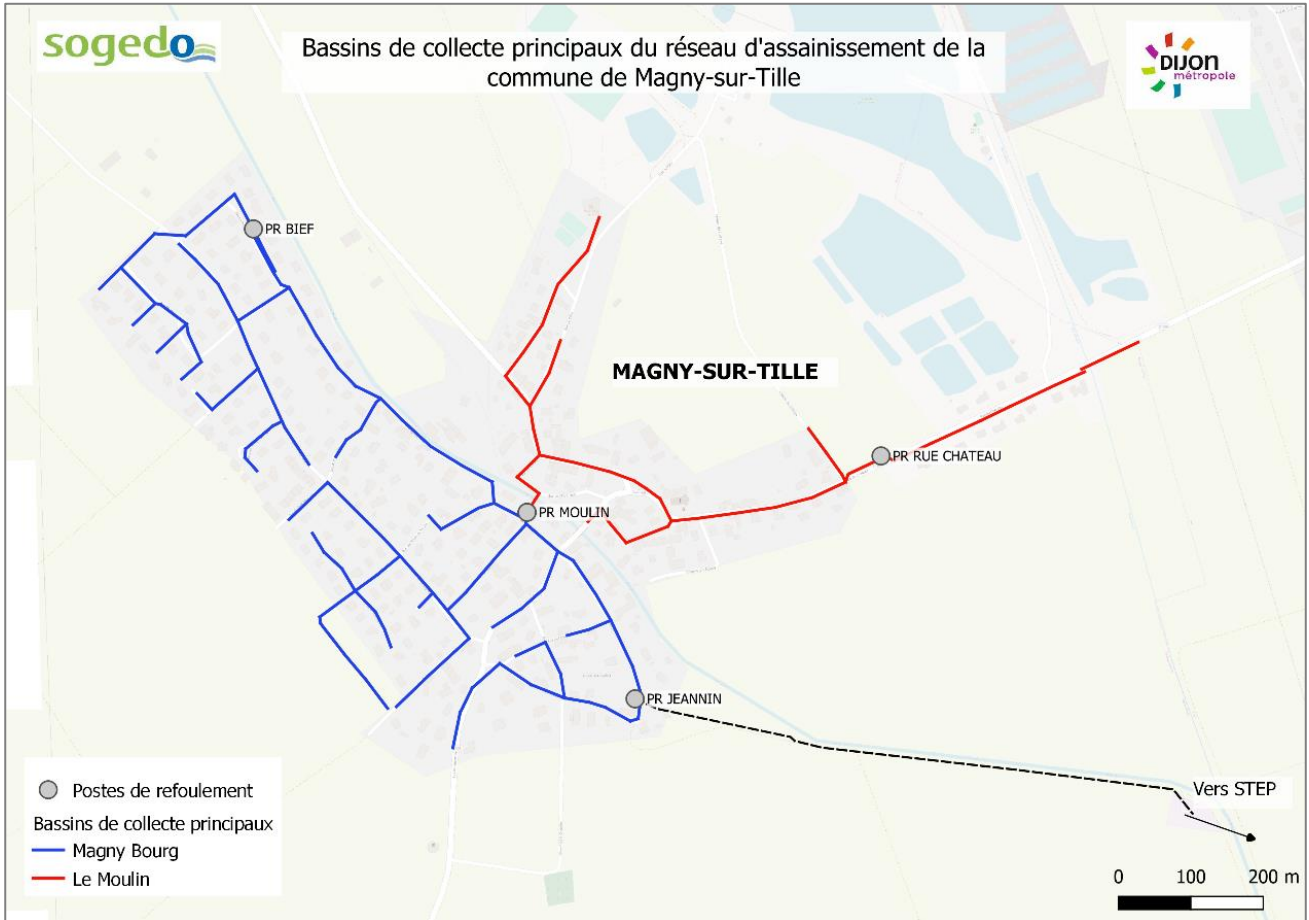 sogedo
Bassins de collecte principaux du réseau d'assainissement de la
commune de Magny-sur-Tille
DIJON
métropole
PR BIEF
MAGNY-SUR-TILLE
PR RUE CHATEAU
PR MOULIN
PR JEANNIN
Vers STEP
Postes de refoulement
Bassins de collecte principaux
Magny Bourg
Le Moulin
0 100 200 m